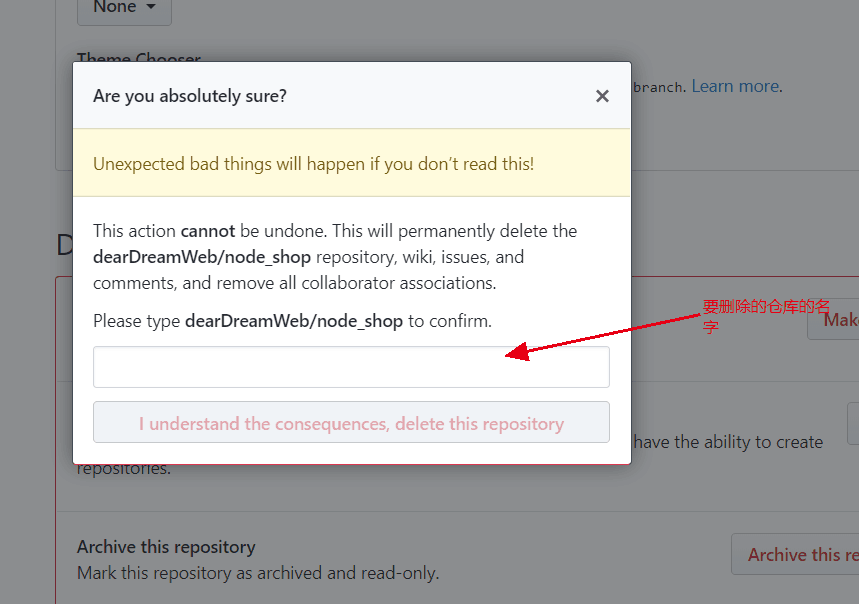 None
Theme Chooser
Are you absolutely sure?
branch. Learn more.
Unexpected bad things will happen if you don't read this!
D
This action cannot be undone. This will permanently delete the
dearDreamWeb/node_shop repository, wiki, issues, and
comments, and remove all collaborator associations.
要删除的仓库的名
字
Please type dearDreamWeb/node_shop to confirm.
Mak
I understand the consequences, delete this repository
have the ability to create
repositories.
Archive this repository
Mark this repository as archived and read-only.
Archive this re